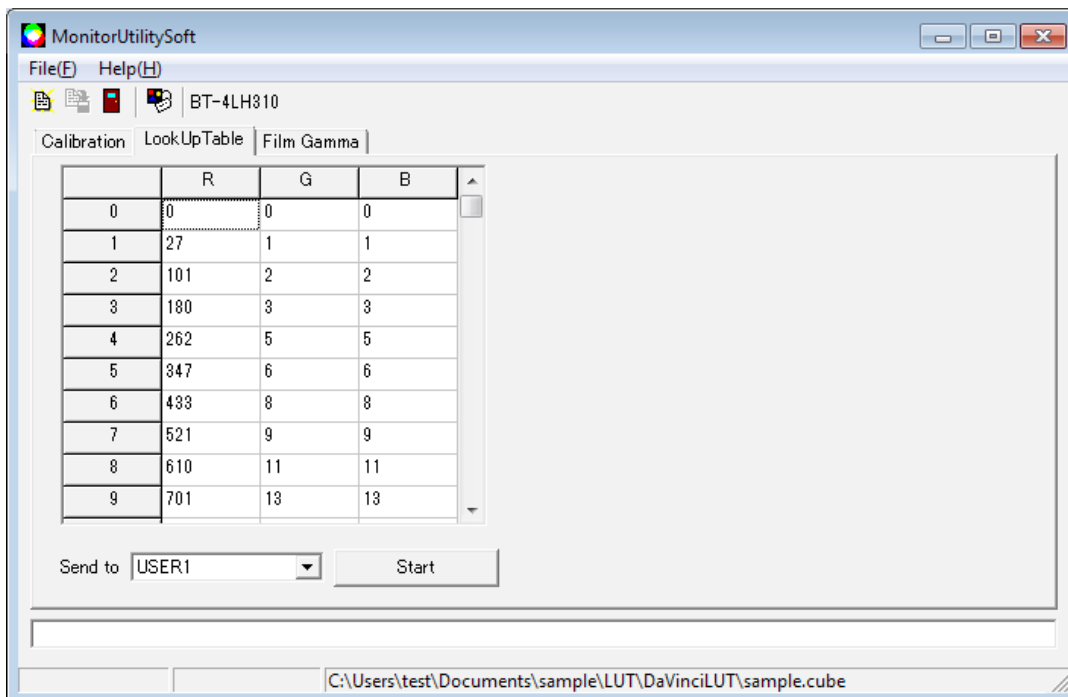 MonitorUtilitySoft
File(F) Help(H)
BT-4LH310
Calibration LookUpTable Film Gamma
R G B
0 0 0 0
1 27 1 1
2 101 2 2
3 180 3 3
4 262 5 5
5 347 6 6
6 433 8 8
7 521 9 9
8 610 11 11
9 701 13 13
Send to USER1 Start
C:\Users\test\Documents\sample\LUT\DaVinciLUT\sample.cube